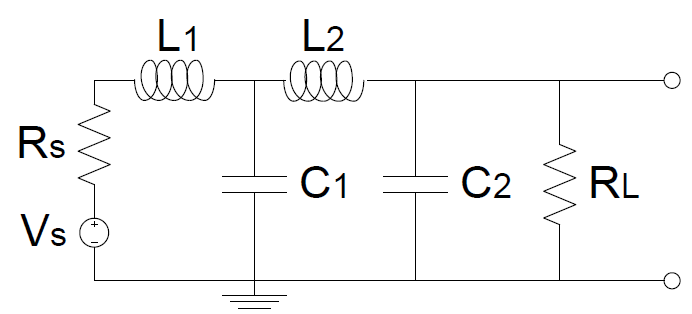 L1 L2
Rs C1 C2 RL
Vs + −